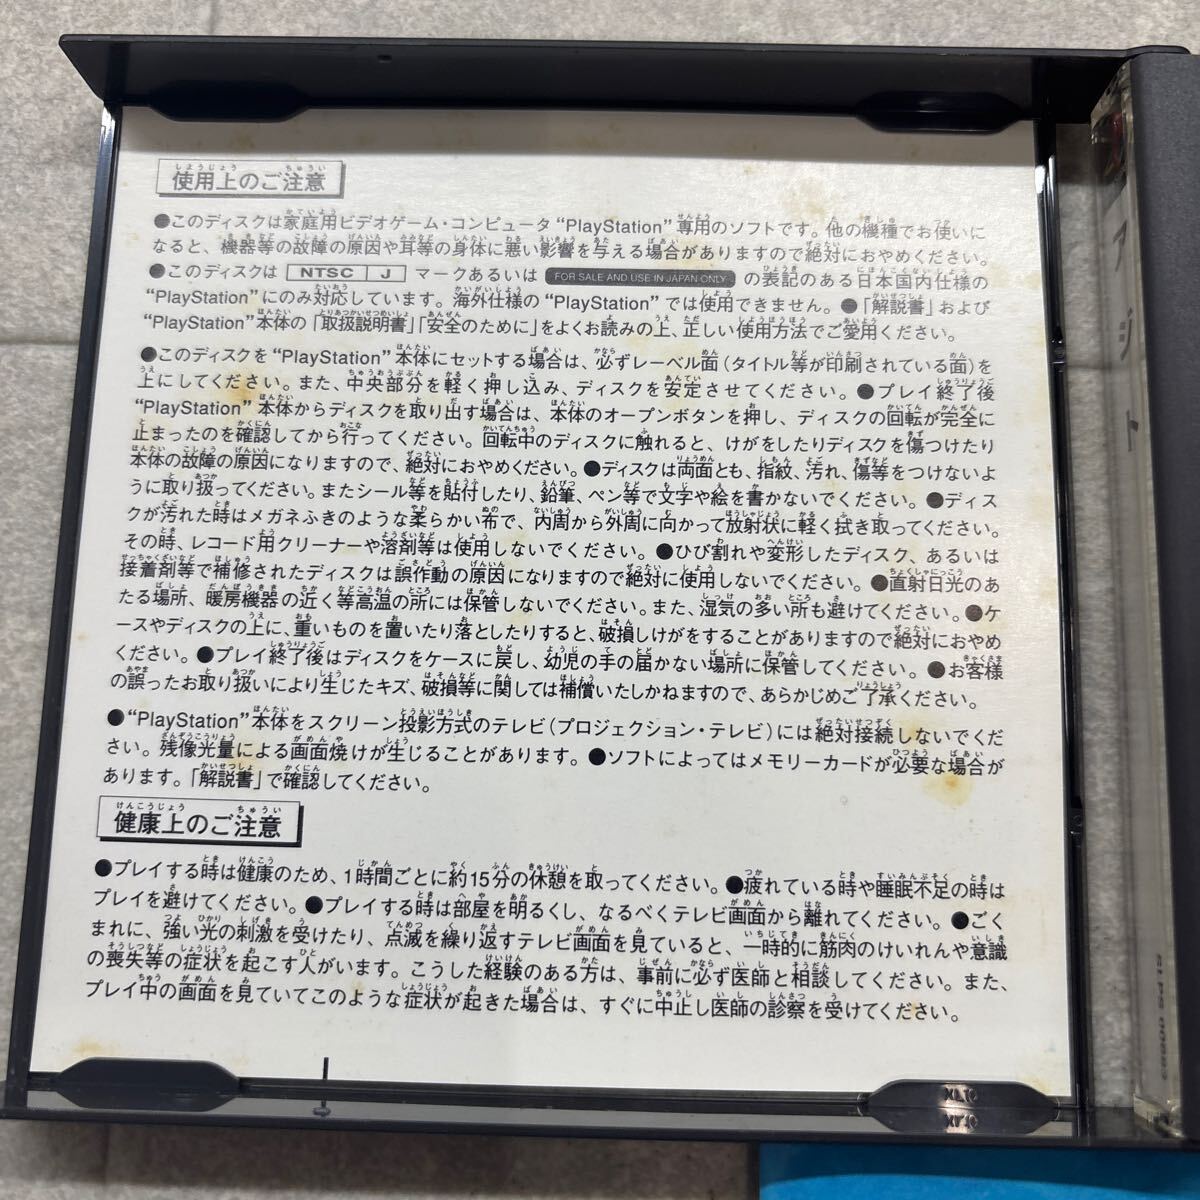 使用上のご注意
●このディスクは家庭用ビデオゲーム・コンピュータ“PlayStation”専用のソフトです。他の機種でお使いに
なると、機器等の故障の原因や耳等の身体に悪い影響を与える場合がありますので絶対におやめください。
●このディスクは NTSC J マークあるいは FOR SALE AND USE IN JAPAN ONLY の表記のある日本国内仕様の
“PlayStation”にのみ対応しています。海外仕様の“PlayStation”では使用できません。●「解説書」および
“PlayStation”本体の「取扱説明書」「安全のために」をよくお読みの上、正しい使用方法でご愛用ください。
●このディスクを“PlayStation”本体にセットする場合は、必ずレーベル面(タイトル等が印刷されている面)を
上にしてください。また、中央部分を軽く押し込み、ディスクを安定させてください。●プレイ終了後
“PlayStation”本体からディスクを取り出す場合は、本体のオープンボタンを押し、ディスクの回転が完全に
止まったのを確認してから行ってください。回転中のディスクに触れると、けがをしたりディスクを傷つけたり
本体の故障の原因になりますので、絶対におやめください。●ディスクは両面とも、指紋、汚れ、傷等をつけないよ
うに取り扱ってください。またシール等を貼付したり、鉛筆、ペン等で文字や絵を書かないでください。●ディス
クが汚れた時はメガネふきのような柔らかい布で、内周から外周に向かって放射状に軽く拭き取ってください。
その時、レコード用クリーナーや溶剤等は使用しないでください。●ひび割れや変形したディスク、あるいは
接着剤等で補修されたディスクは誤作動の原因になりますので絶対に使用しないでください。●直射日光のあ
たる場所、暖房機器の近く等高温の所には保管しないでください。また、湿気の多い所も避けてください。●ケ
ースやディスクの上に、重いものを置いたり落としたりすると、破損しけがをすることがありますので絶対におやめ
ください。●プレイ終了後はディスクをケースに戻し、幼児の手の届かない場所に保管してください。●お客様
の誤ったお取り扱いにより生じたキズ、破損等に関しては補償いたしかねますので、あらかじめご了承ください。
●“PlayStation”本体をスクリーン投影方式のテレビ(プロジェクション・テレビ)には絶対接続しないでくだ
さい。残像光量による画面焼けが生じることがあります。●ソフトによってはメモリーカードが必要な場合が
あります。「解説書」で確認してください。
健康上のご注意
●プレイする時は健康のため、1時間ごとに約15分の休憩を取ってください。●疲れている時や睡眠不足の時は
プレイを避けてください。●プレイする時は部屋を明るくし、なるべくテレビ画面から離れてください。●ごく
まれに、強い光の刺激を受けたり、点滅を繰り返すテレビ画面を見ていると、一時的に筋肉のけいれんや意識
の喪失等の症状を起こす人がいます。こうした経験のある方は、事前に必ず医師と相談してください。また、
プレイ中の画面を見ていてこのような症状が起きた場合は、すぐに中止し医師の診察を受けてください。
アジト